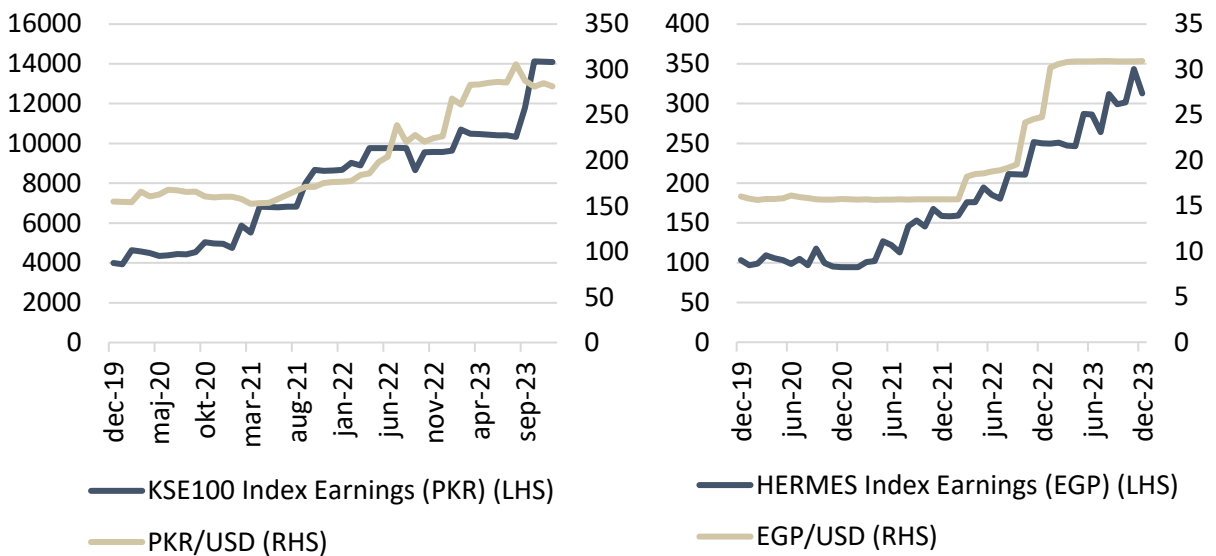 16000
14000
12000
10000
8000
6000
4000
2000
0
350
300
250
200
150
100
50
0
dec-19
maj-20
okt-20
mar-21
aug-21
jan-22
jun-22
nov-22
apr-23
sep-23
KSE100 Index Earnings (PKR) (LHS)
PKR/USD (RHS)
400
350
300
250
200
150
100
50
0
35
30
25
20
15
10
5
0
dec-19
jun-20
dec-20
jun-21
dec-21
jun-22
dec-22
jun-23
dec-23
HERMES Index Earnings (EGP) (LHS)
EGP/USD (RHS)